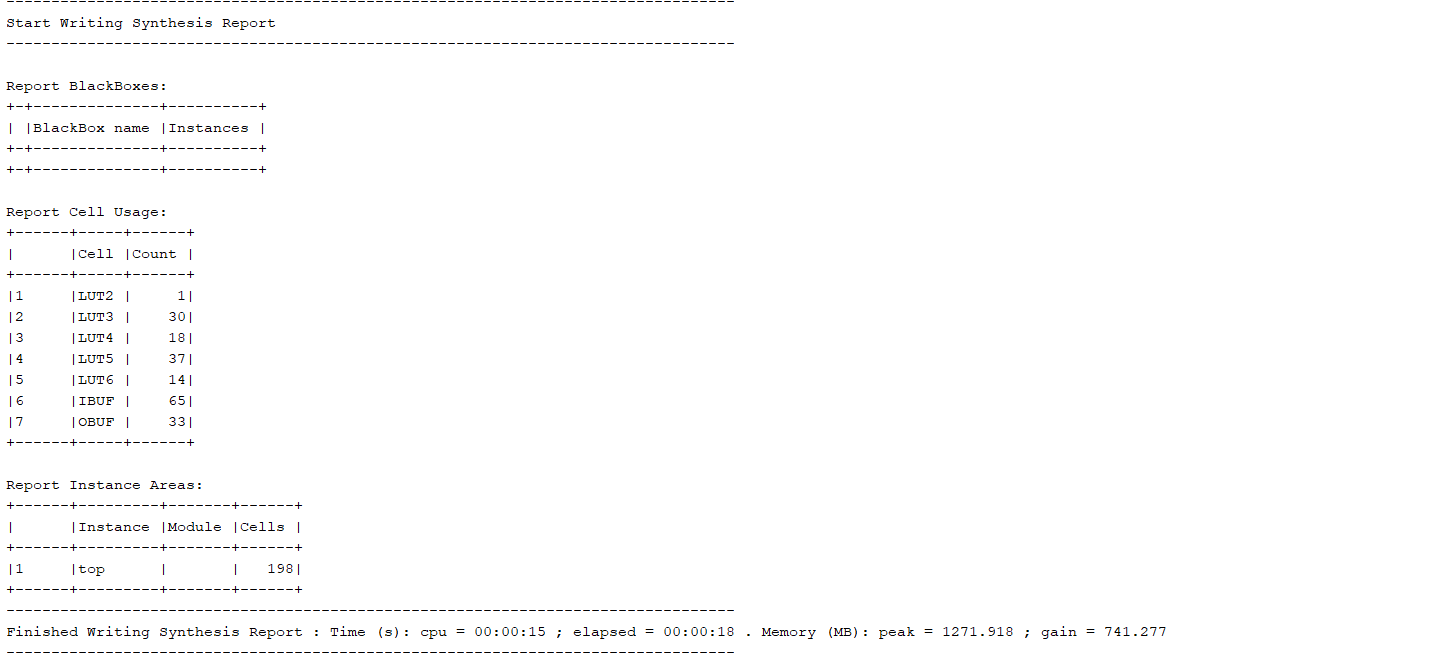 ---------------------------------------------------------------------------------
Start Writing Synthesis Report
---------------------------------------------------------------------------------
Report BlackBoxes:
+-+--------------+----------+
| |BlackBox name |Instances |
+-+--------------+----------+
+-+--------------+----------+
Report Cell Usage:
+------+-----+------+
|      |Cell |Count |
+------+-----+------+
|1     |LUT2 |     1|
|2     |LUT3 |    30|
|3     |LUT4 |    18|
|4     |LUT5 |    37|
|5     |LUT6 |    14|
|6     |IBUF |    65|
|7     |OBUF |    33|
+------+-----+------+
Report Instance Areas:
+------+---------+-------+------+
|      |Instance |Module |Cells |
+------+---------+-------+------+
|1     |top      |       |   198|
+------+---------+-------+------+
---------------------------------------------------------------------------------
Finished Writing Synthesis Report : Time (s): cpu = 00:00:15 ; elapsed = 00:00:18 . Memory (MB): peak = 1271.918 ; gain = 741.277
---------------------------------------------------------------------------------